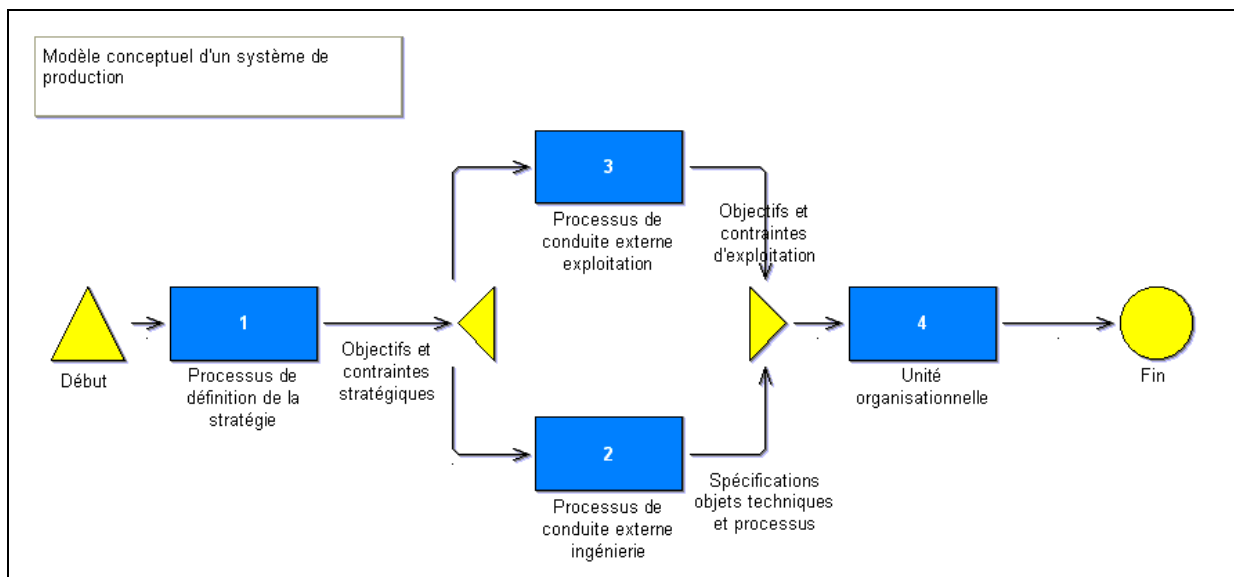 Modèle conceptuel d'un système de
production
3
Processus de
conduite externe
exploitation
Objectifs et
contraintes
d'exploitation
Début
1
Processus de
définition de la
stratégie
Objectifs et
contraintes
stratégiques
4
Unité
organisationnelle
Fin
2
Processus de
conduite externe
ingénierie
Spécifications
objets techniques
et processus